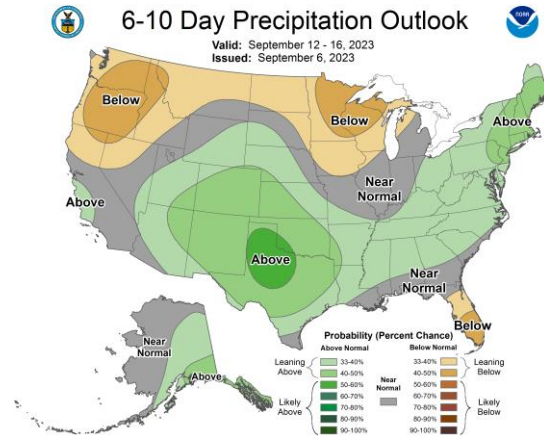 6-10 Day Precipitation Outlook
Valid: September 12 - 16, 2023
Issued: September 6, 2023
NOAA
Below
Below
Above
Near
Normal
Above
Above
Near
Normal
Below
Near
Normal
Above
Probability (Percent Chance)
Above Normal
Below Normal
Leaning
Above
33-40%
40-50%
Likely
Above
50-60%
60-70%
70-80%
80-90%
90-100%
Near
Normal
33-40%
40-50%
Leaning
Below
50-60%
60-70%
70-80%
80-90%
90-100%
Likely
Below